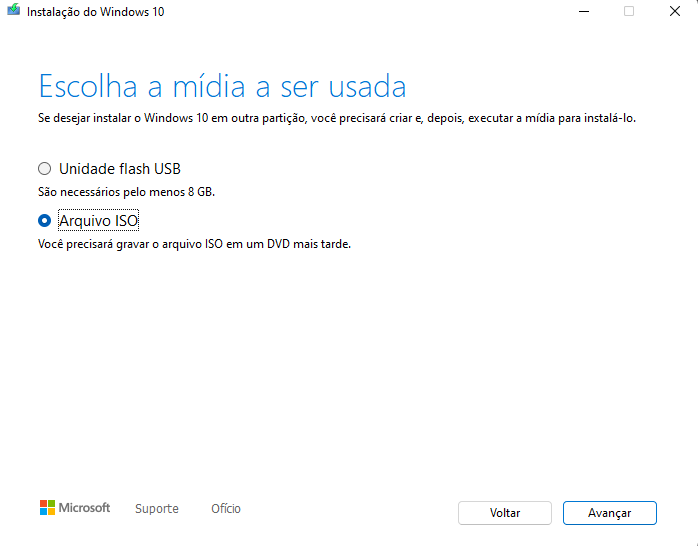 Instalação do Windows 10
Escolha a mídia a ser usada
Se desejar instalar o Windows 10 em outra partição, você precisará criar e, depois, executar a mídia para instalá-lo.
Unidade flash USB
São necessários pelo menos 8 GB.
Arquivo ISO
Você precisará gravar o arquivo ISO em um DVD mais tarde.
Microsoft Suporte Ofício Voltar Avançar